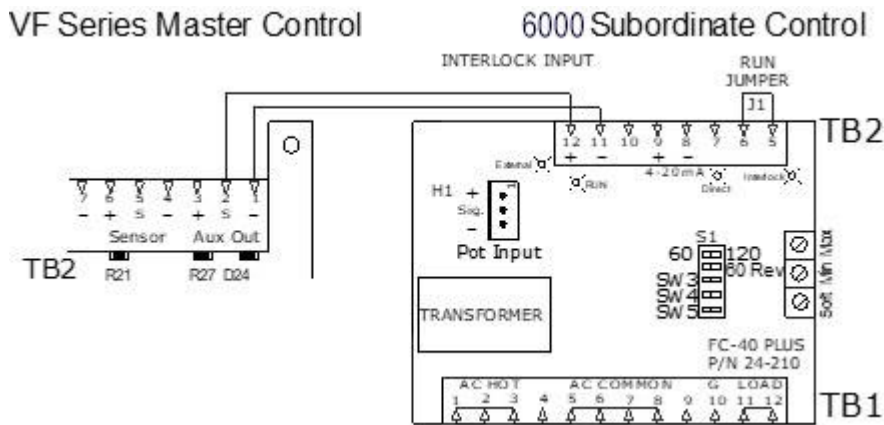 VF Series Master Control
6000 Subordinate Control
INTERLOCK INPUT
RUN
JUMPER
J1
TB2
12 11 10 9 8 7 6 5
+ - + -
4-20mA
External
RUN
Direct
Interlock
H1 +
Sig.
-
1
Pot Input
7 6 5 4 3 2 1
- + S - + S -
Sensor Aux Out
TB2
R21 R27 D24
S1
60 120
60 Rev
SW 3
SW 4
SW 5
Soft Min Max
TRANSFORMER
FC-40 PLUS
P/N 24-210
AC HOT AC COMMON G LOAD
1 2 3 4 5 6 7 8 9 10 11 12
TB1